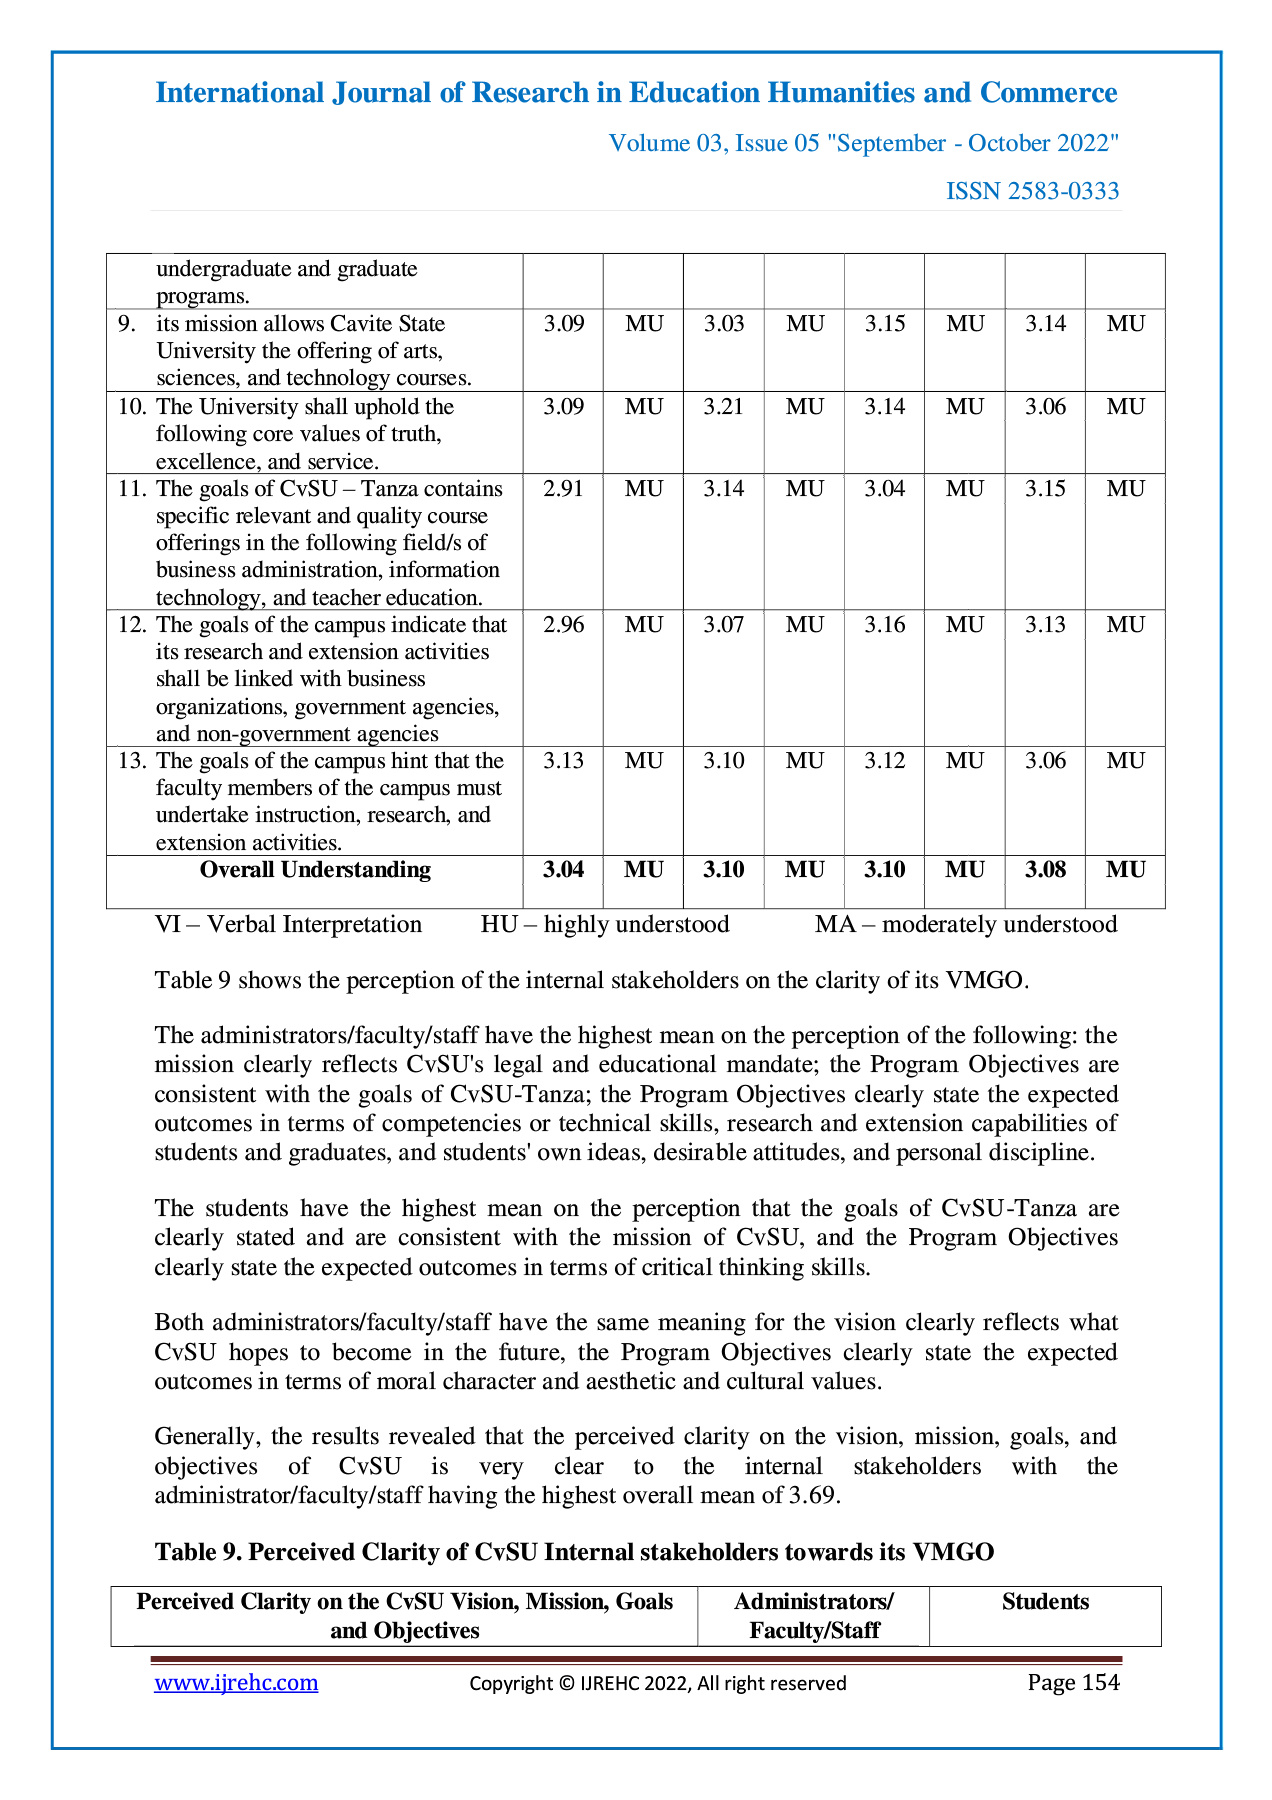 International Journal of Research in Education Humanities and Commerce
Volume 03, Issue 05 "September - October 2022"
ISSN 2583-0333
undergraduate and graduate
programs.
9. its mission allows Cavite State 3.09 MU 3.03 MU 3.15 MU 3.14 MU
University the offering of arts,
sciences, and technology courses.
10. The University shall uphold the 3.09 MU 3.21 MU 3.14 MU 3.06 MU
following core values of truth,
excellence, and service.
11. The goals of CvSU – Tanza contains 2.91 MU 3.14 MU 3.04 MU 3.15 MU
specific relevant and quality course
offerings in the following field/s of
business administration, information
technology, and teacher education.
12. The goals of the campus indicate that 2.96 MU 3.07 MU 3.16 MU 3.13 MU
its research and extension activities
shall be linked with business
organizations, government agencies,
and non-government agencies
13. The goals of the campus hint that the 3.13 MU 3.10 MU 3.12 MU 3.06 MU
faculty members of the campus must
undertake instruction, research, and
extension activities.
Overall Understanding 3.04 MU 3.10 MU 3.10 MU 3.08 MU
VI – Verbal Interpretation HU – highly understood MA – moderately understood
Table 9 shows the perception of the internal stakeholders on the clarity of its VMGO.
The administrators/faculty/staff have the highest mean on the perception of the following: the
mission clearly reflects CvSU's legal and educational mandate; the Program Objectives are
consistent with the goals of CvSU-Tanza; the Program Objectives clearly state the expected
outcomes in terms of competencies or technical skills, research and extension capabilities of
students and graduates, and students' own ideas, desirable attitudes, and personal discipline.
The students have the highest mean on the perception that the goals of CvSU-Tanza are
clearly stated and are consistent with the mission of CvSU, and the Program Objectives
clearly state the expected outcomes in terms of critical thinking skills.
Both administrators/faculty/staff have the same meaning for the vision clearly reflects what
CvSU hopes to become in the future, the Program Objectives clearly state the expected
outcomes in terms of moral character and aesthetic and cultural values.
Generally, the results revealed that the perceived clarity on the vision, mission, goals, and
objectives of CvSU is very clear to the internal stakeholders with the
administrator/faculty/staff having the highest overall mean of 3.69.
Table 9. Perceived Clarity of CvSU Internal stakeholders towards its VMGO
Perceived Clarity on the CvSU Vision, Mission, Goals Administrators/ Students
and Objectives Faculty/Staff
www.ijrehc.com Copyright © IJREHC 2022, All right reserved Page 154